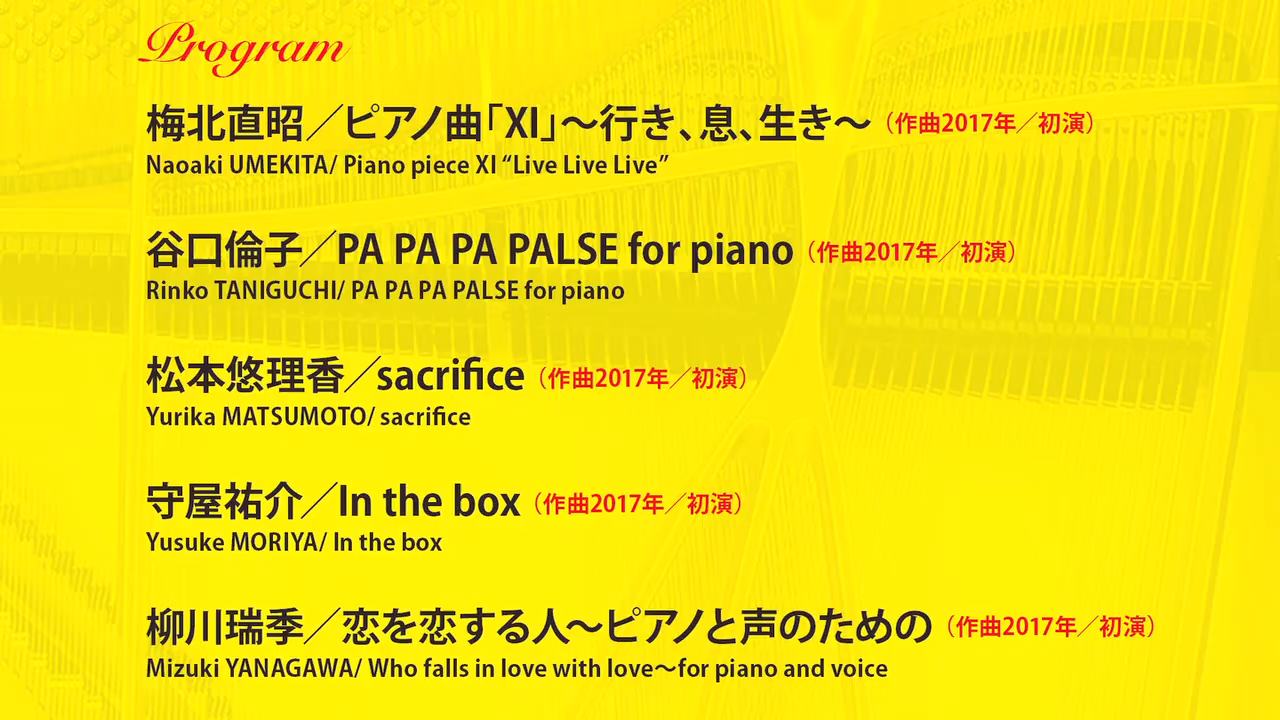 Program
梅北直昭／ピアノ曲「XI」〜行き、息、生き〜（作曲2017年／初演）
Naoaki UMEKITA/ Piano piece XI “Live Live Live”
谷口倫子／PA PA PA PALSE for piano（作曲2017年／初演）
Rinko TANIGUCHI/ PA PA PA PALSE for piano
松本悠理香／sacrifice（作曲2017年／初演）
Yurika MATSUMOTO/ sacrifice
守屋祐介／In the box（作曲2017年／初演）
Yusuke MORIYA/ In the box
柳川瑞季／恋を恋する人〜ピアノと声のための（作曲2017年／初演）
Mizuki YANAGAWA/ Who falls in love with love〜for piano and voice